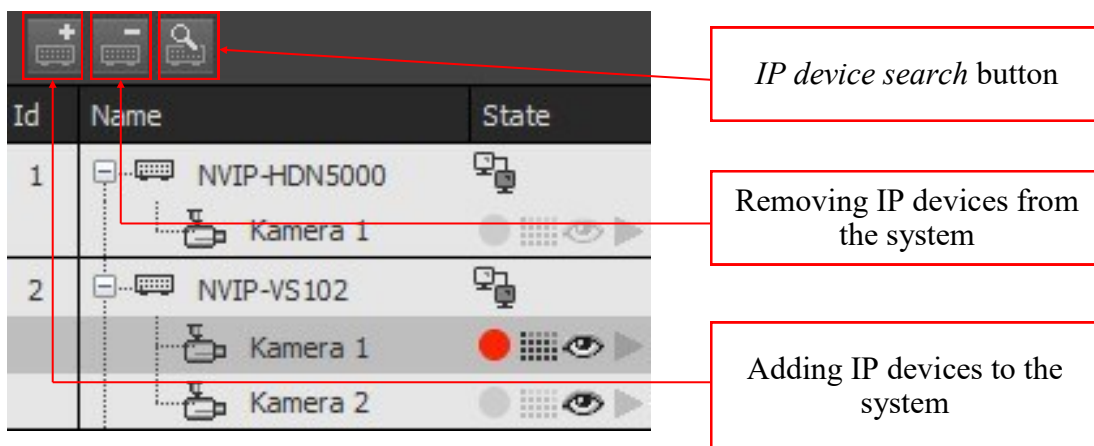 IP device search button
Id Name State
1 NVIP-HDN5000
Kamera 1
Removing IP devices from
the system
2 NVIP-VS102
Kamera 1
Kamera 2
Adding IP devices to the
system